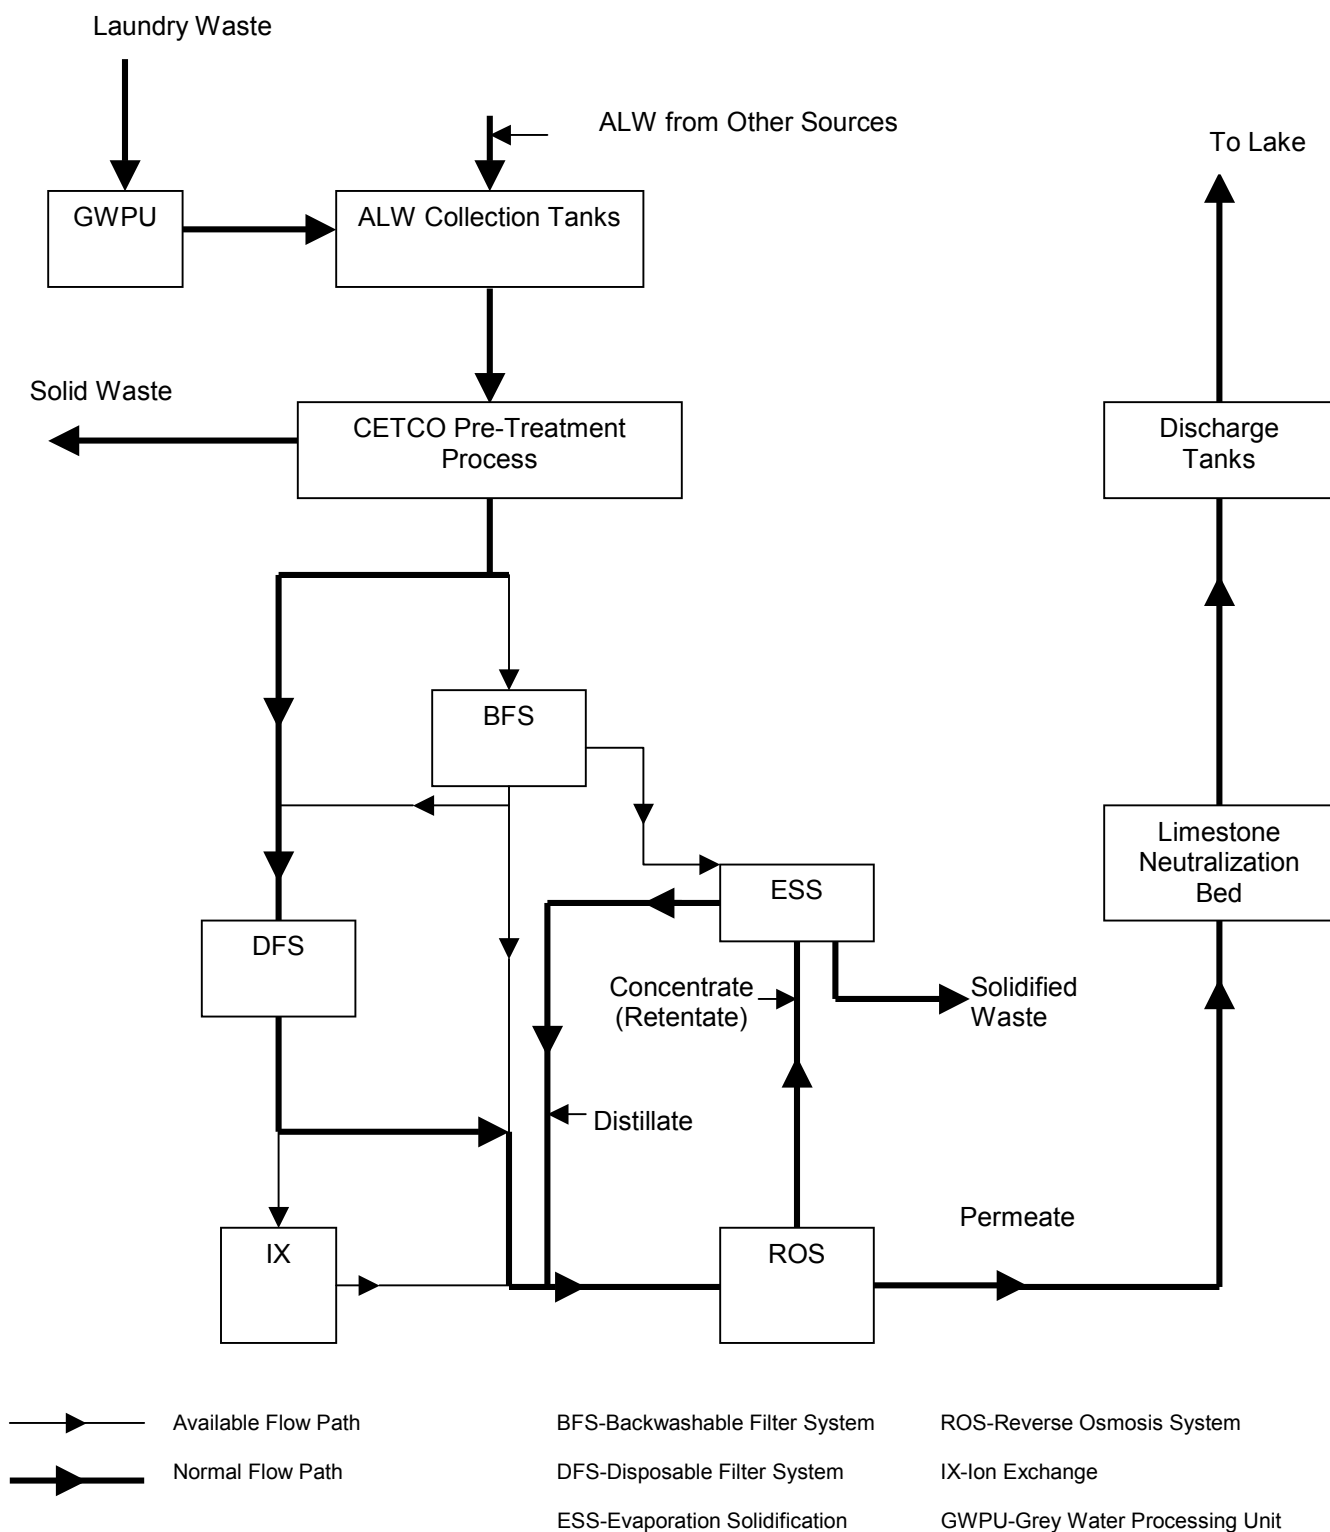 Laundry Waste
ALW from Other Sources
To Lake
GWPU
ALW Collection Tanks
Solid Waste
CETCO Pre-Treatment
Process
Discharge
Tanks
BFS
Limestone
Neutralization
Bed
ESS
DFS
Concentrate
(Retentate)
Solidified
Waste
Distillate
Permeate
IX
ROS
Available Flow Path
BFS-Backwashable Filter System
ROS-Reverse Osmosis System
Normal Flow Path
DFS-Disposable Filter System
IX-Ion Exchange
ESS-Evaporation Solidification
GWPU-Grey Water Processing Unit